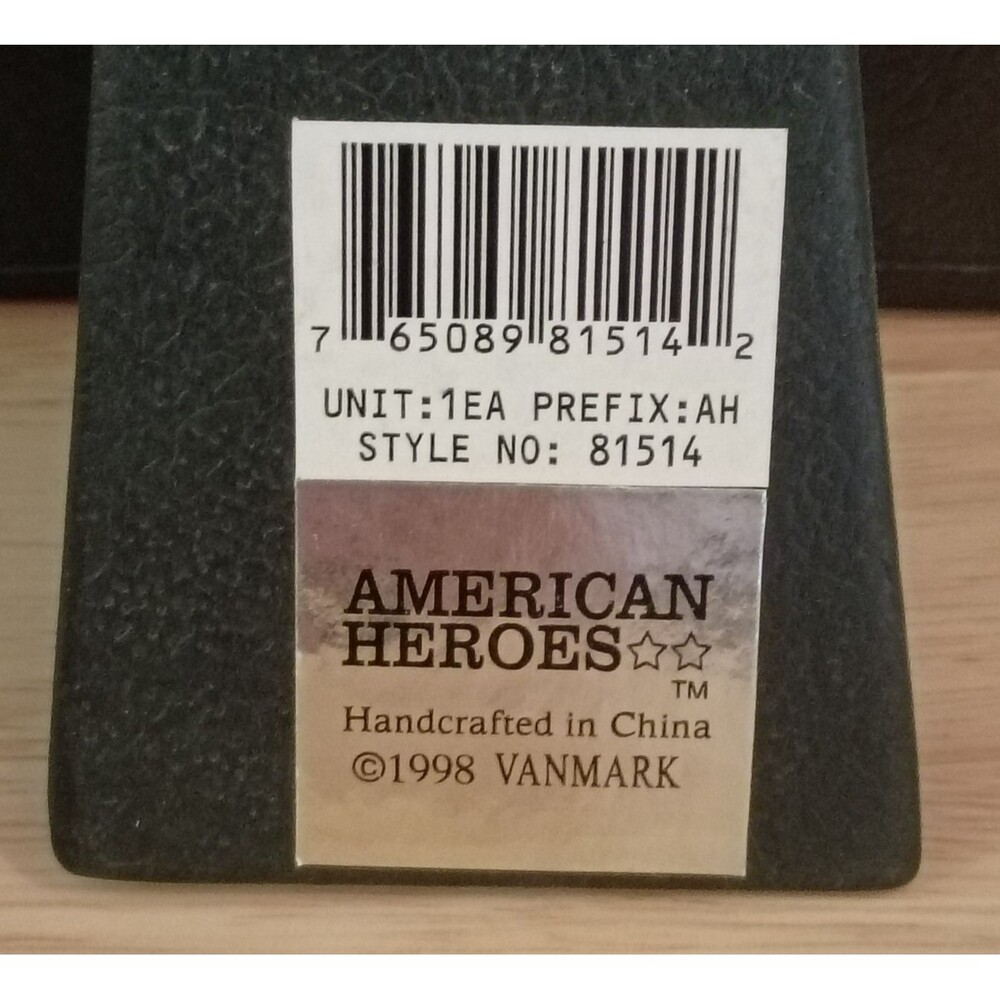 7 65089 81514 2
UNIT:1EA PREFIX:AH
STYLE NO: 81514
AMERICAN
HEROES☆☆
TM
Handcrafted in China
©1998 VANMARK